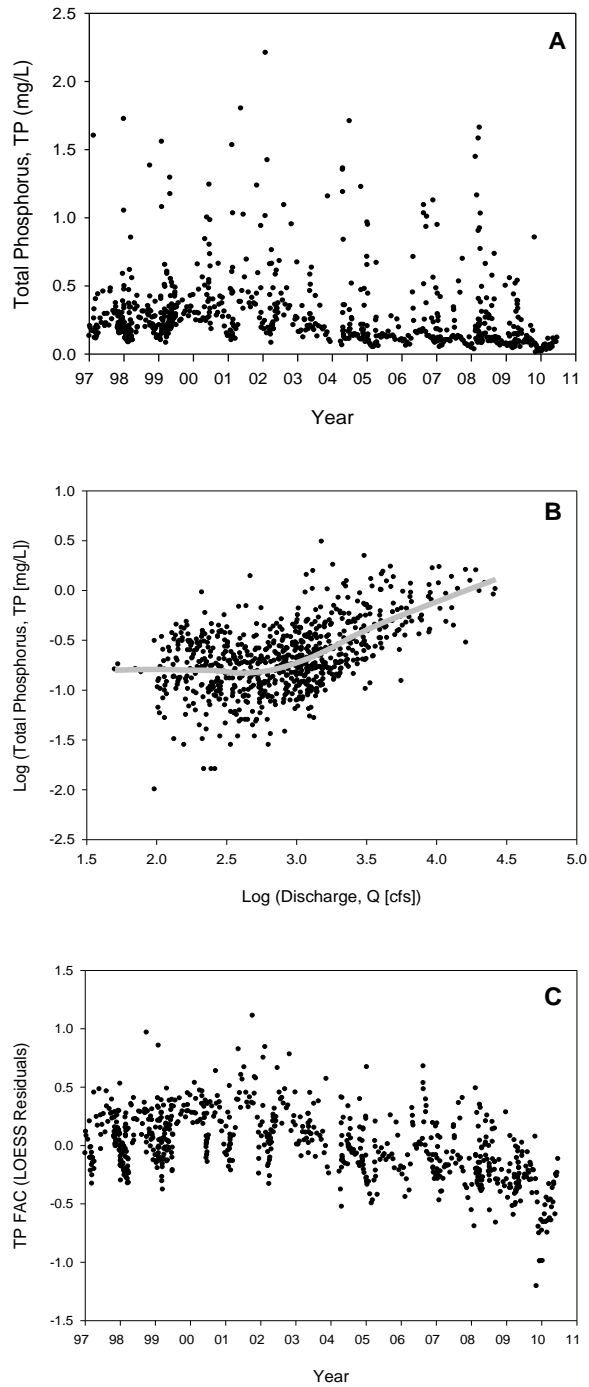 A
Total Phosphorus, TP (mg/L)
2.5
2.0
1.5
1.0
0.5
0.0
97 98 99 00 01 02 03 04 05 06 07 08 09 10 11
Year
B
Log (Total Phosphorus, TP [mg/L])
1.0
0.5
0.0
-0.5
-1.0
-1.5
-2.0
-2.5
1.5 2.0 2.5 3.0 3.5 4.0 4.5 5.0
Log (Discharge, Q [cfs])
C
TP FAC (LOESS Residuals)
1.5
1.0
0.5
0.0
-0.5
-1.0
-1.5
97 98 99 00 01 02 03 04 05 06 07 08 09 10 11
Year